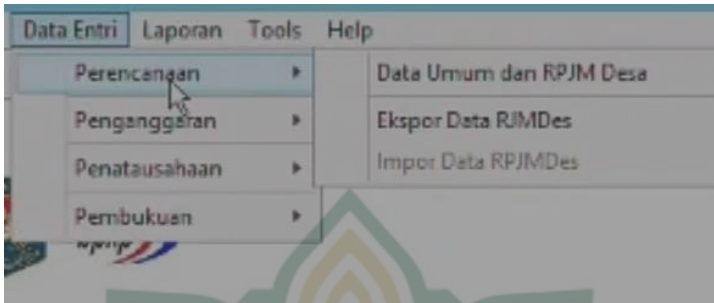 Data Entri Laporan Tools Help
Perencanaan
Data Umum dan RPJM Desa
Penganggaran
Ekspor Data RJMDes
Impor Data RPJMDes
Penatausahaan
Pembukuan
bpkp